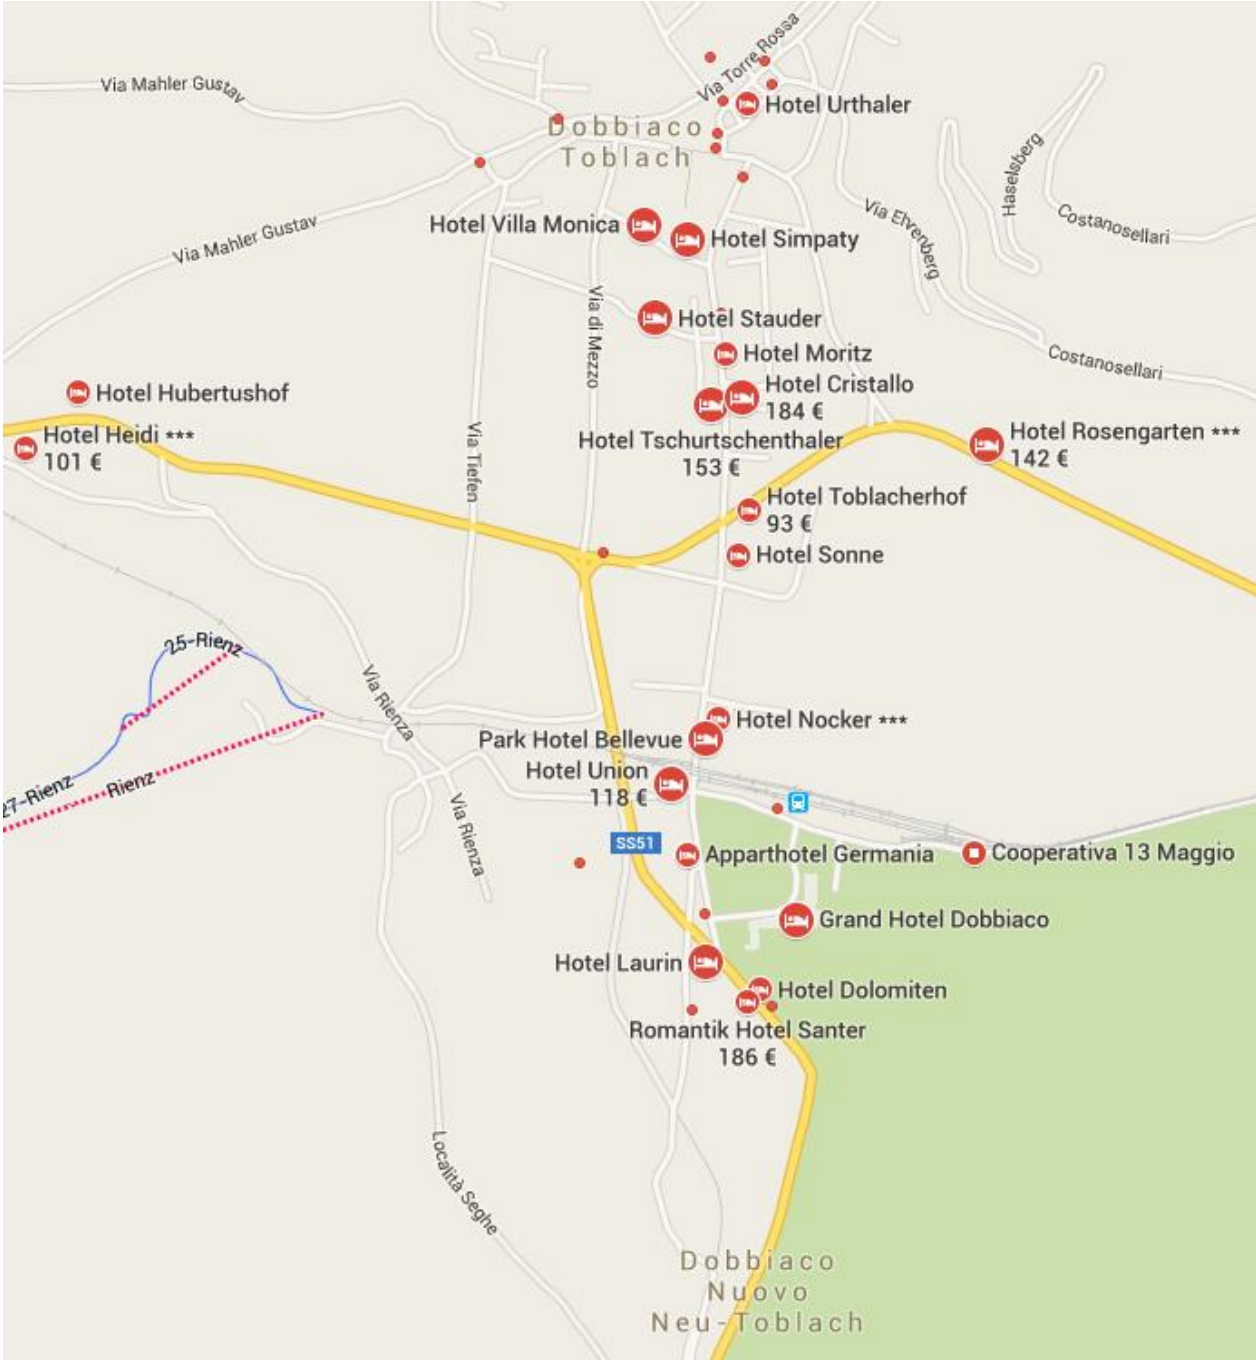 Via Torre Rossa
Via Mahler Gustav
Hotel Urthaler
Dobbiaco
Toblach
Haselsberg
Via Mahler Gustav
Hotel Villa Monica
Hotel Simpaty
Via Ehrenberg
Costanosellari
Via di Mezzo
Hotel Stauder
Hotel Moritz
Costanosellari
Hotel Hubertushof
Hotel Cristallo
184 €
Hotel Heidi ***
101 €
Hotel Tschurtschenthaler
153 €
Hotel Rosengarten ***
142 €
Via Tiefen
Hotel Toblacherhof
93 €
Hotel Sonne
25-Rienz
Via Rienza
Hotel Nocker ***
Park Hotel Bellevue
Hotel Union
118 €
27-Rienz
Rienz
Via Rienza
SS51
Apparthotel Germania
Cooperativa 13 Maggio
Grand Hotel Dobbiaco
Hotel Laurin
Hotel Dolomiten
Romantik Hotel Santer
186 €
Località Seghe
Dobbiaco
Nuovo
Neu-Toblach